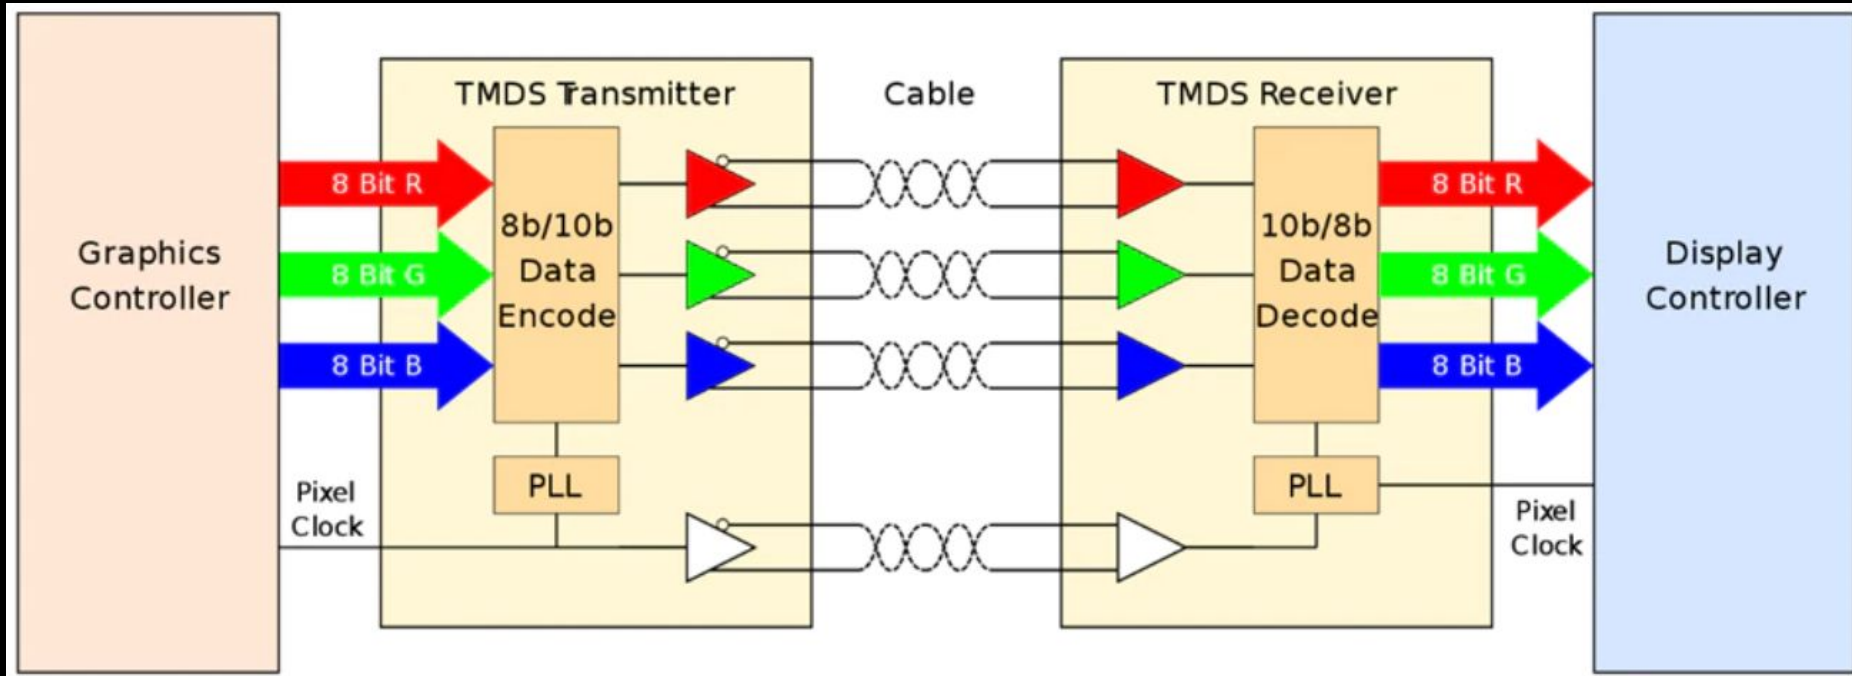 Graphics
Controller
Pixel
Clock
TMDS Transmitter
8 Bit R
8 Bit G
8 Bit B
8b/10b
Data
Encode
PLL
Cable
TMDS Receiver
10b/8b
Data
Decode
PLL
8 Bit R
8 Bit G
8 Bit B
Pixel
Clock
Display
Controller